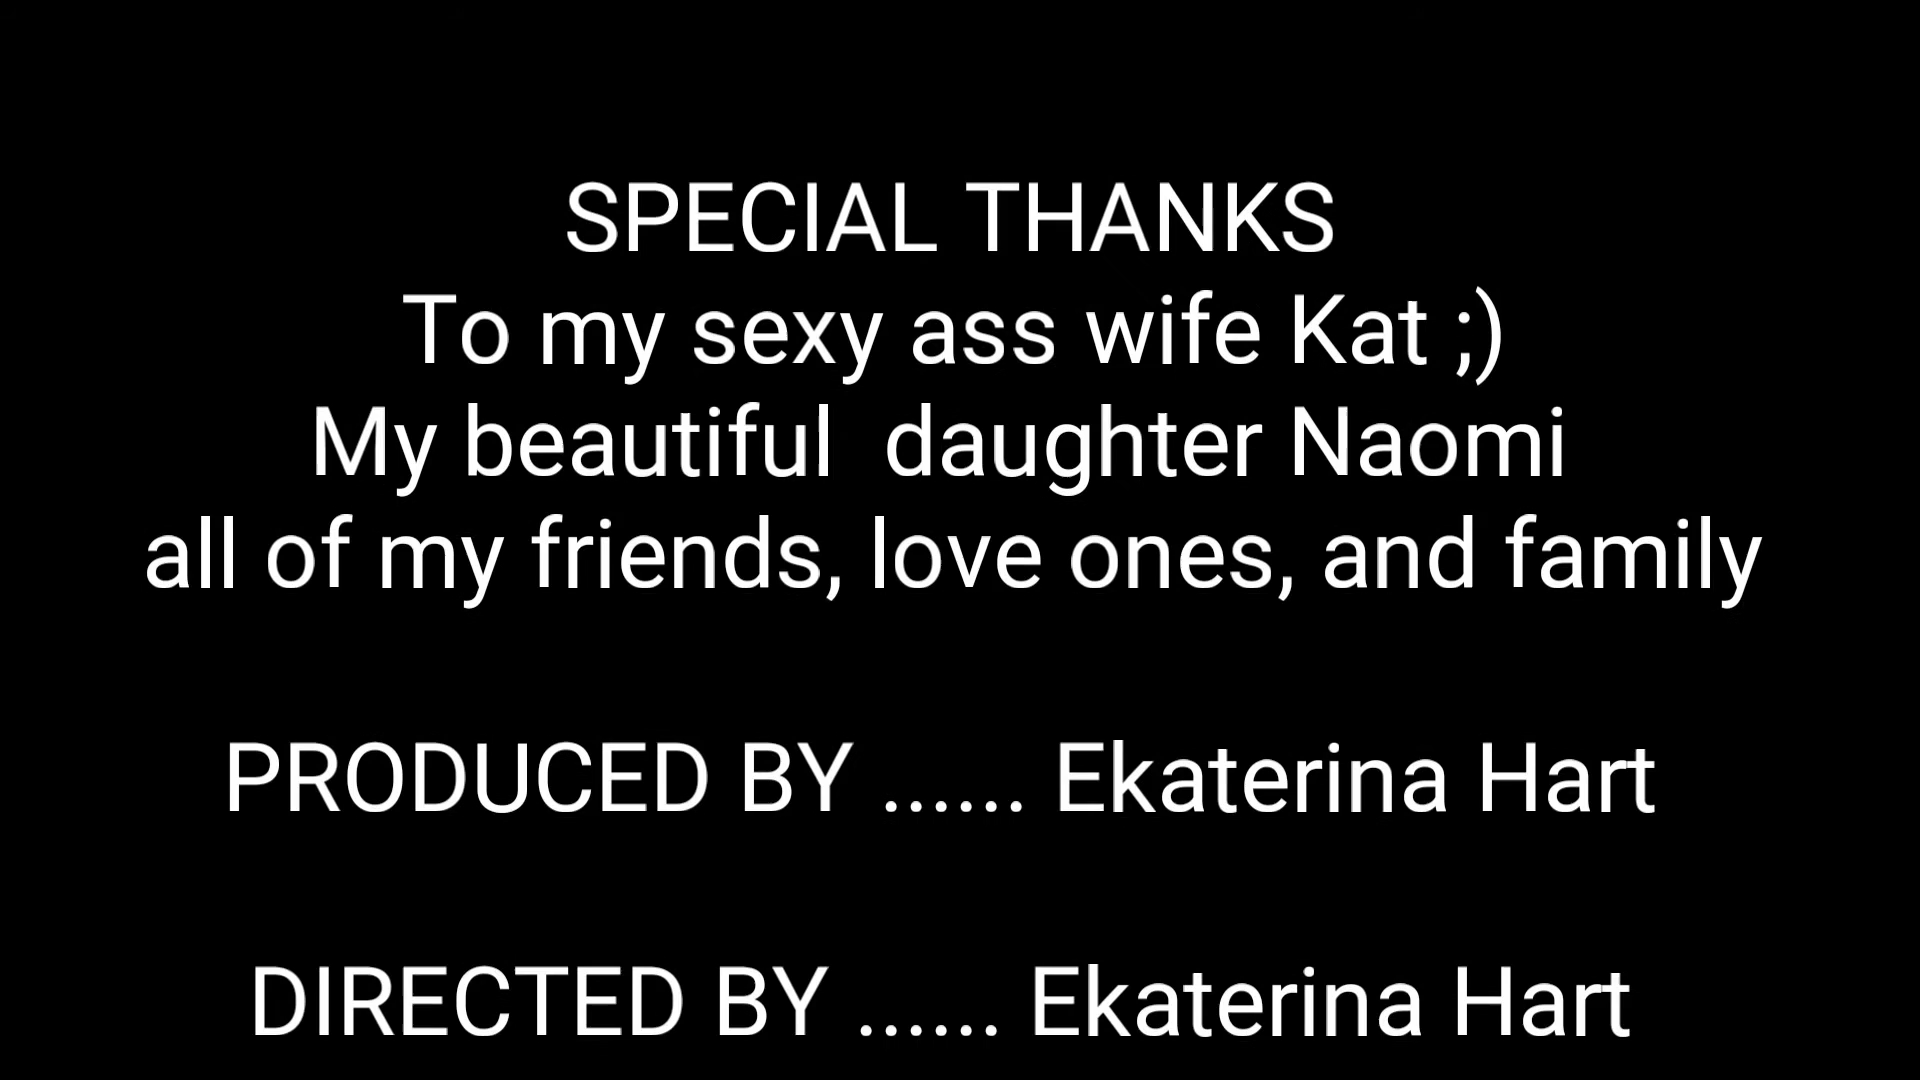 SPECIAL THANKS
To my sexy ass wife Kat ;)
My beautiful  daughter Naomi
all of my friends, love ones, and family
PRODUCED BY ...... Ekaterina Hart
DIRECTED BY ...... Ekaterina Hart